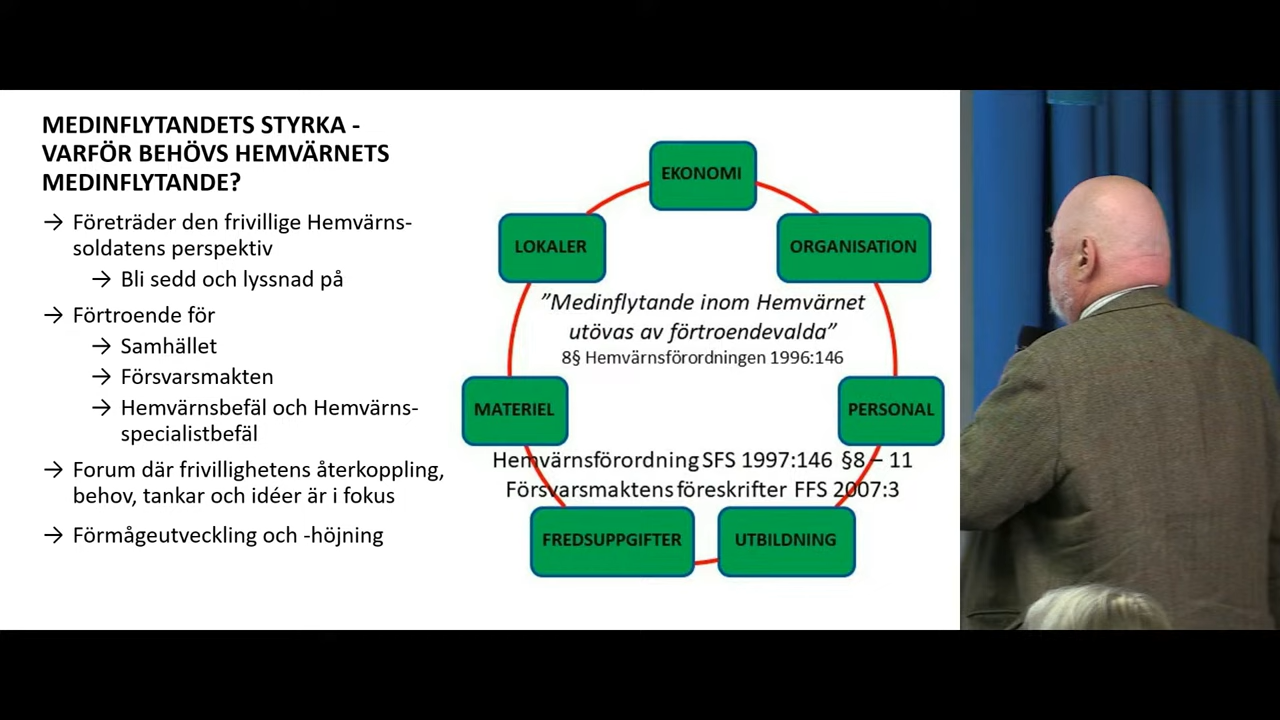 MEDINFLYTANDETS STYRKA -
VARFÖR BEHÖVS HEMVÄRNETS
MEDINFLYTANDE?
→ Företräder den frivillige Hemvärns-
soldatens perspektiv
→ Bli sedd och lyssnad på
→ Förtroende för
→ Samhället
→ Försvarsmakten
→ Hemvärnsbefäl och Hemvärns-
specialistbefäl
→ Forum där frivillighetens återkoppling,
behov, tankar och idéer är i fokus
→ Förmågeutveckling och -höjning
EKONOMI
LOKALER
ORGANISATION
”Medinflytande inom Hemvärnet
utövas av förtroendevalda”
8§ Hemvärnsförordningen 1996:146
MATERIEL
PERSONAL
Hemvärnsförordning SFS 1997:146 §8 – 11
Försvarsmaktens föreskrifter FFS 2007:3
FREDSUPPGIFTER
UTBILDNING